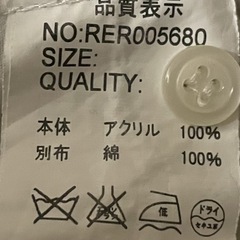 品質表示
NO:RER005680
SIZE:
QUALITY:
本体 アクリル 100%
別布 綿 100%
低 ドライ
セキユ系